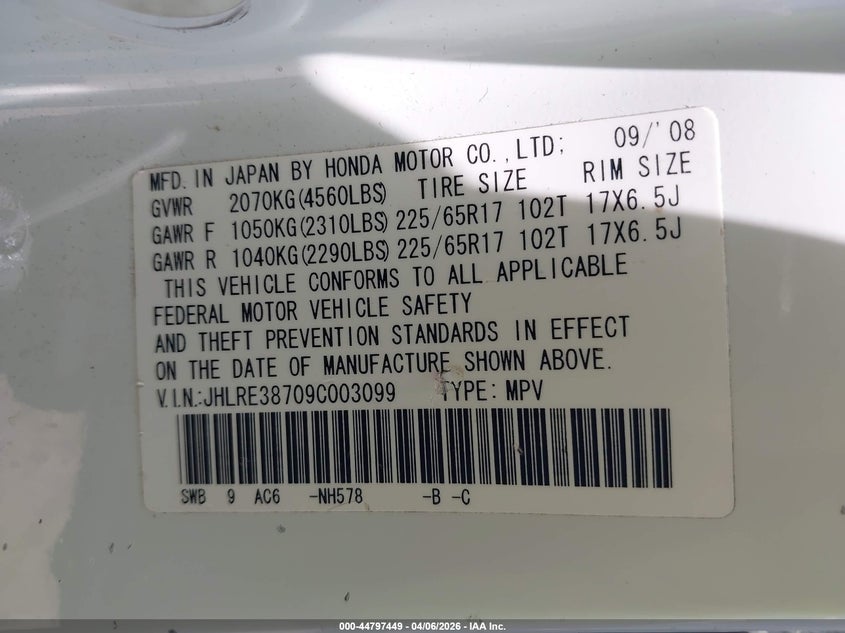 MFD. IN JAPAN BY HONDA MOTOR CO.,LTD; 09/'08
GVWR 2070KG(4560LBS) TIRE SIZE RIM SIZE
GAWR F 1050KG(2310LBS) 225/65R17 102T 17X6.5J
GAWR R 1040KG(2290LBS) 225/65R17 102T 17X6.5J
THIS VEHICLE CONFORMS TO ALL APPLICABLE
FEDERAL MOTOR VEHICLE SAFETY
AND THEFT PREVENTION STANDARDS IN EFFECT
ON THE DATE OF MANUFACTURE SHOWN ABOVE.
V.I.N.:JHLRE38709C003099 TYPE: MPV
SWB 9 AC6 -NH578 -B -C
000-44797449 - 04/06/2026 - IAA Inc.